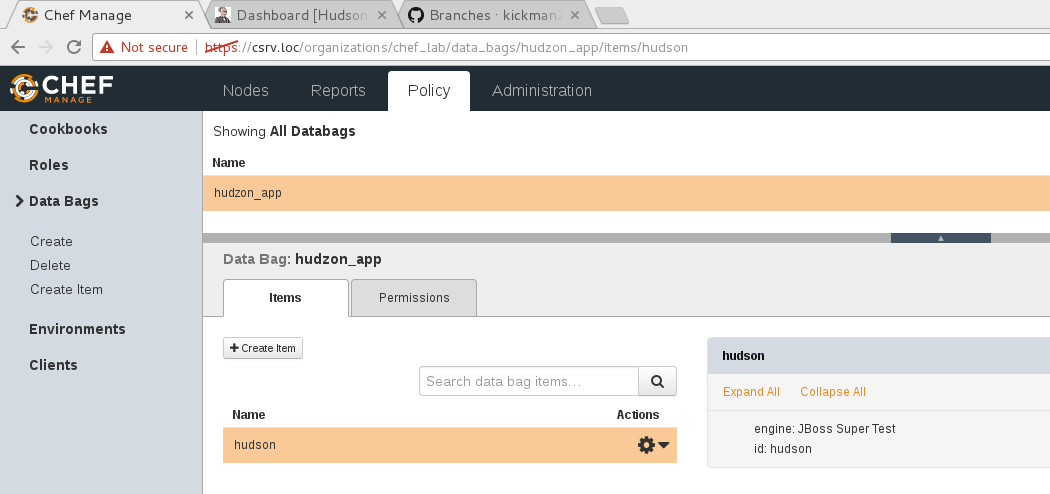 Chef Manage
Dashboard [Hudson
Branches · kickman2
Not secure https://csrv.loc/organizations/chef_lab/data_bags/hudzon_app/items/hudson
CHEF
MANAGE
Nodes Reports Policy Administration
Cookbooks
Roles
Data Bags
Create
Delete
Create Item
Environments
Clients
Showing All Databags
Name
hudzon_app
Data Bag: hudzon_app
Items Permissions
Create Item
Search data bag items...
Name Actions
hudson
hudson
Expand All Collapse All
engine: JBoss Super Test
id: hudson